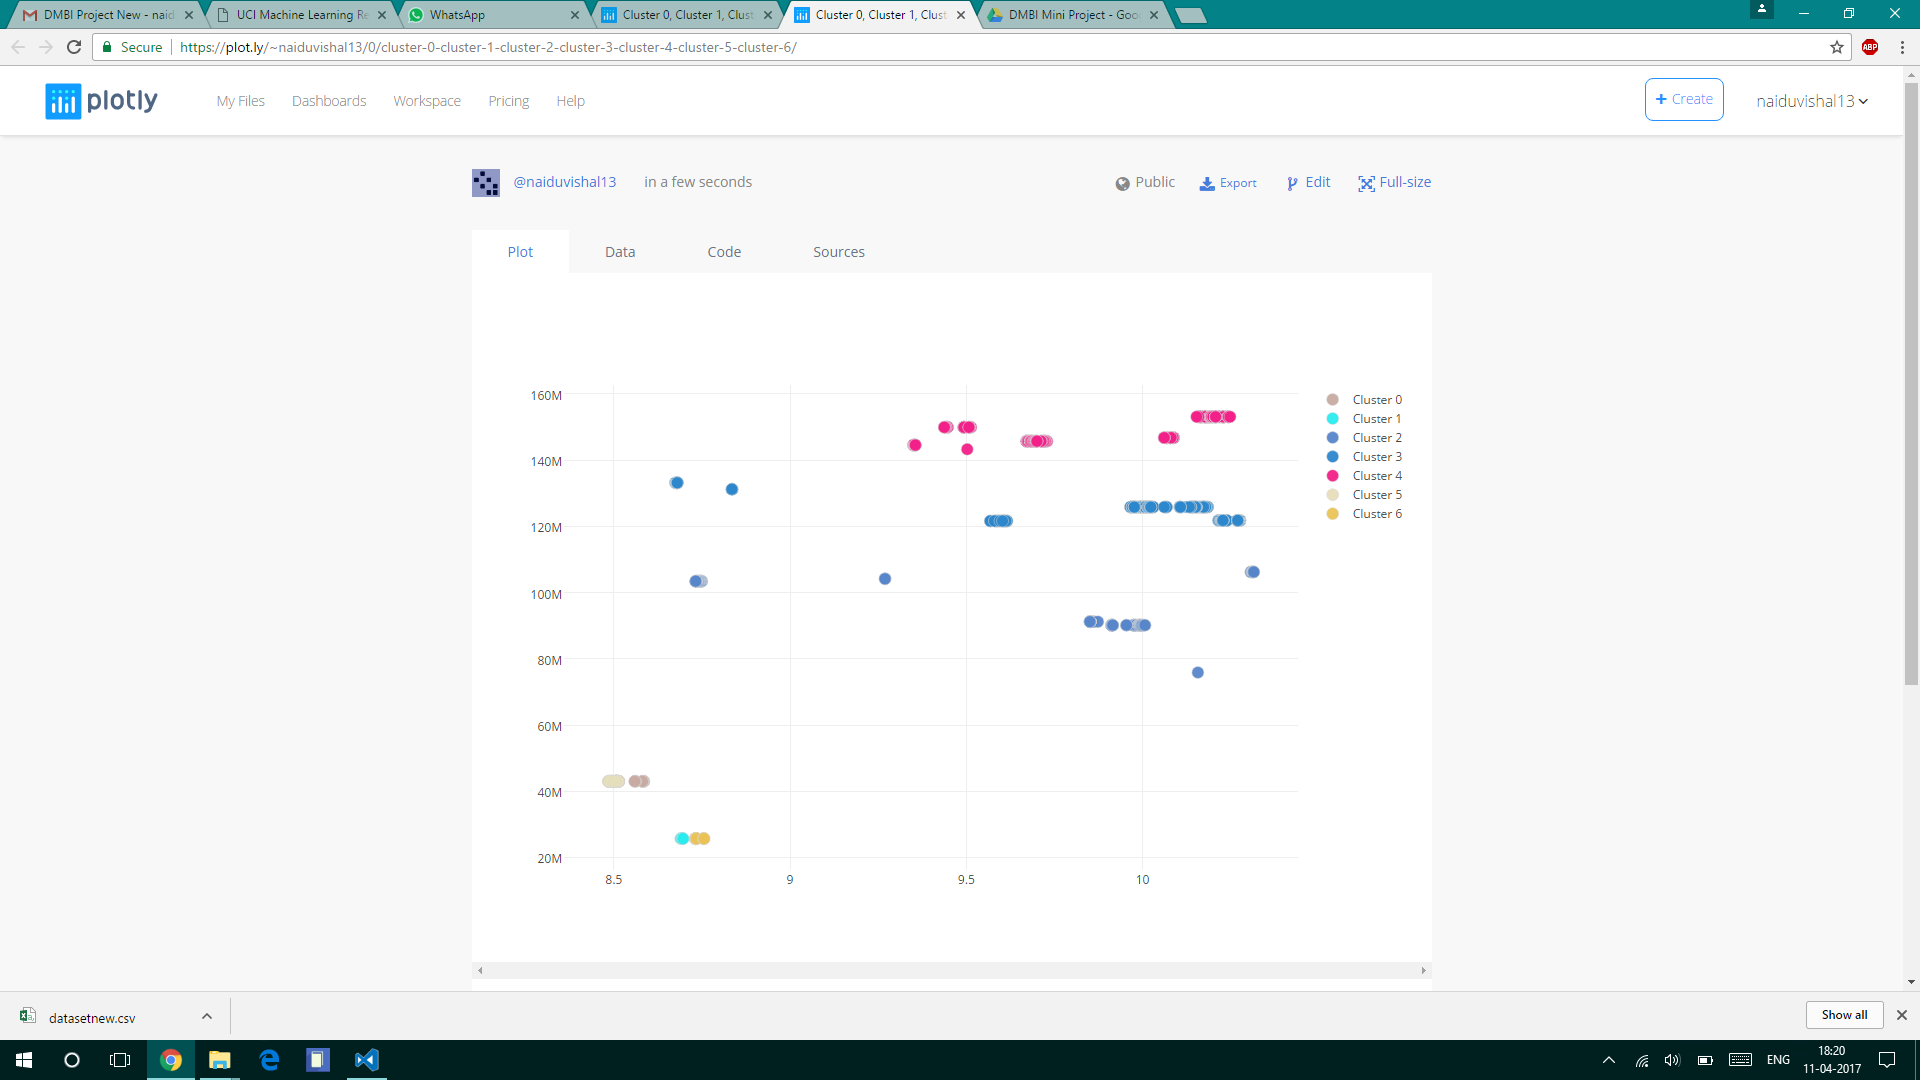 DMBI Project New - naid
UCI Machine Learning Re
WhatsApp
Cluster 0, Cluster 1, Clust
Cluster 0, Cluster 1, Clust
DMBI Mini Project - Goo
Secure
https://plot.ly/~naiduvishal13/0/cluster-0-cluster-1-cluster-2-cluster-3-cluster-4-cluster-5-cluster-6/
ABP
plotly
My Files
Dashboards
Workspace
Pricing
Help
+ Create
naiduvishal13
@naiduvishal13
in a few seconds
Public
Export
Edit
Full-size
Plot
Data
Code
Sources
160M
140M
120M
100M
80M
60M
40M
20M
8.5
9
9.5
10
Cluster 0
Cluster 1
Cluster 2
Cluster 3
Cluster 4
Cluster 5
Cluster 6
datasetnew.csv
Show all
ENG
18:20
11-04-2017